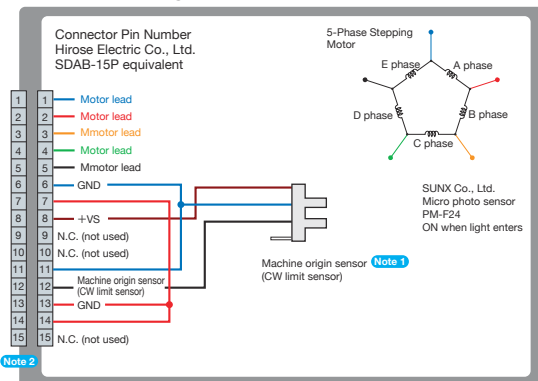 Connector Pin Number
Hirose Electric Co., Ltd.
SDAB-15P equivalent
5-Phase Stepping
Motor
E phase
A phase
D phase
B phase
C phase
SUNX Co., Ltd.
Micro photo sensor
PM-F24
ON when light enters
1 1 Motor lead
2 2 Motor lead
3 3 Mmotor lead
4 4 Motor lead
5 5 Mmotor lead
6 6 GND
7 7
8 8 +VS
9 9 N.C. (not used)
10 10 N.C. (not used)
11 11
12 12 Machine origin sensor
(CW limit sensor)
13 13 GND
14 14
15 15 N.C. (not used)
Machine origin sensor Note 1
(CW limit sensor)
Note 2